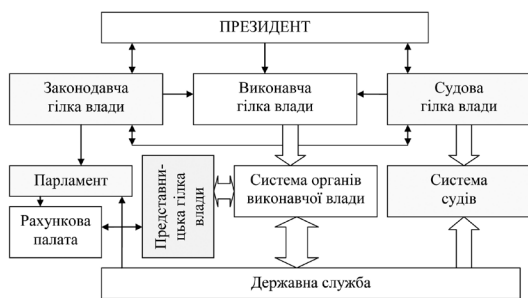 ПРЕЗИДЕНТ
Законодавча
гілка влади
Виконавча
гілка влади
Судова
гілка влади
Парламент
Рахункова
палата
Представни-
цька гілка
влади
Система органів
виконавчої влади
Система
судів
Державна служба